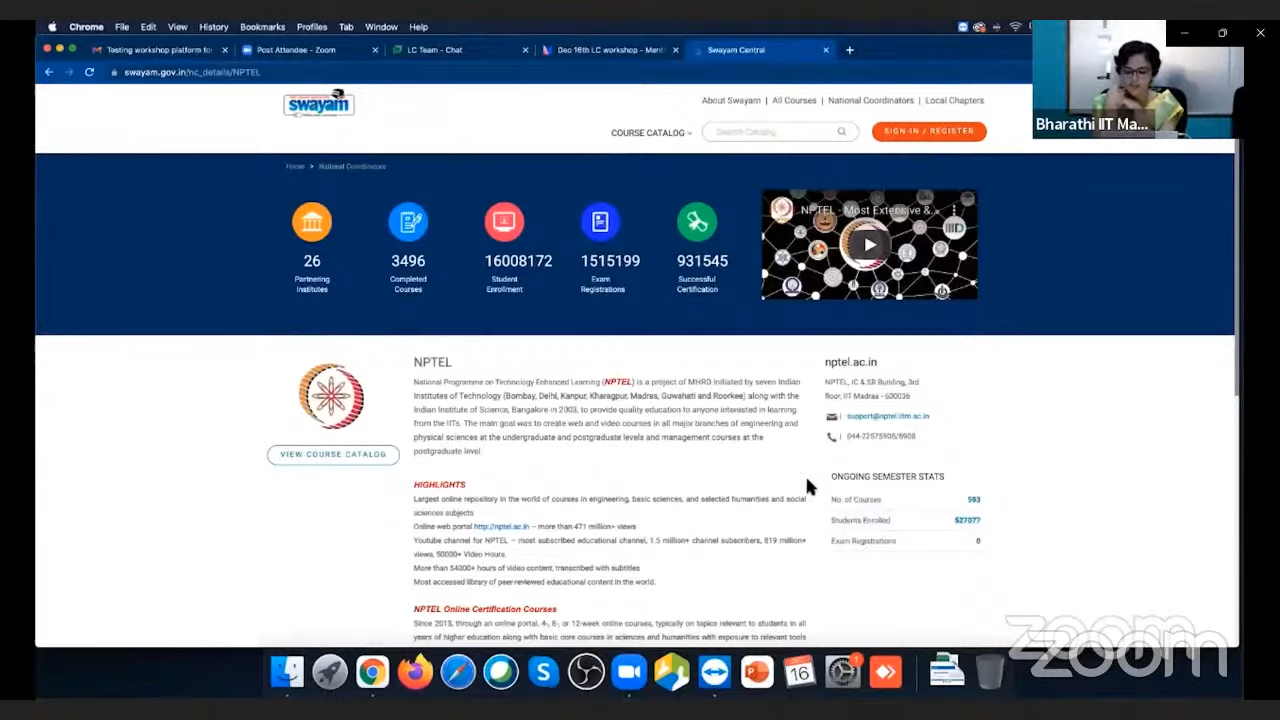 Chrome File Edit View History Bookmarks Profiles Tab Window Help
Testing workshop platform for
Post Attendee - Zoom
LC Team - Chat
Dec 16th LC workshop - Ment
Swayam Central
swayam.gov.in/nc_details/NPTEL
swayam
About Swayam | All Courses | National Coordinators | Local Chapters
COURSE CATALOG
Search Catalog
SIGN-IN / REGISTER
Bharathi IIT Ma...
Home > National Coordinators
26
Partnering
Institutes
3496
Completed
Courses
16008172
Student
Enrollment
1515199
Exam
Registrations
931545
Successful
Certification
NPTEL - Most Extensive &...
NPTEL
National Programme on Technology Enhanced Learning (NPTEL) is a project of MHRD initiated by seven Indian
Institutes of Technology (Bombay, Delhi, Kanpur, Kharagpur, Madras, Guwahati and Roorkee) along with the
Indian Institute of Science, Bangalore in 2003, to provide quality education to anyone interested in learning
from the IITs. The main goal was to create web and video courses in all major branches of engineering and
physical sciences at the undergraduate and postgraduate levels and management courses at the
postgraduate level.
VIEW COURSE CATALOG
HIGHLIGHTS
Largest online repository in the world of courses in engineering, basic sciences, and selected humanities and social
sciences subjects
Online web portal http://nptel.ac.in – more than 471 million+ views
Youtube channel for NPTEL – most subscribed educational channel, 1.5 million+ channel subscribers, 819 million+
views, 50000+ Video Hours.
More than 54000+ hours of video content, transcribed with subtitles
Most accessed library of peer-reviewed educational content in the world.
NPTEL Online Certification Courses
Since 2013, through an online portal, 4-, 8-, or 12-week online courses, typically on topics relevant to students in all
years of higher education along with basic core courses in sciences and humanities with exposure to relevant tools
nptel.ac.in
NPTEL, IC & SR Building, 3rd
floor, IIT Madras - 600036
support@nptel.iitm.ac.in
044-22575905/5908
ONGOING SEMESTER STATS
No. of Courses 593
Students Enrolled 527077
Exam Registrations 0
16
1
zoom
zoom